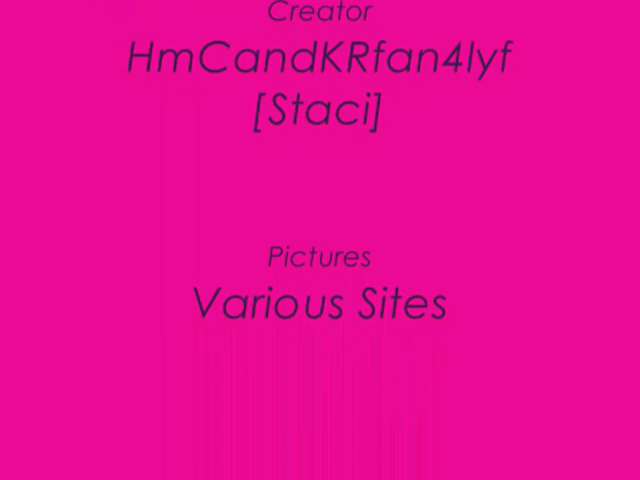 Creator
HmCandKRfan4lyf
[Staci]
Pictures
Various Sites